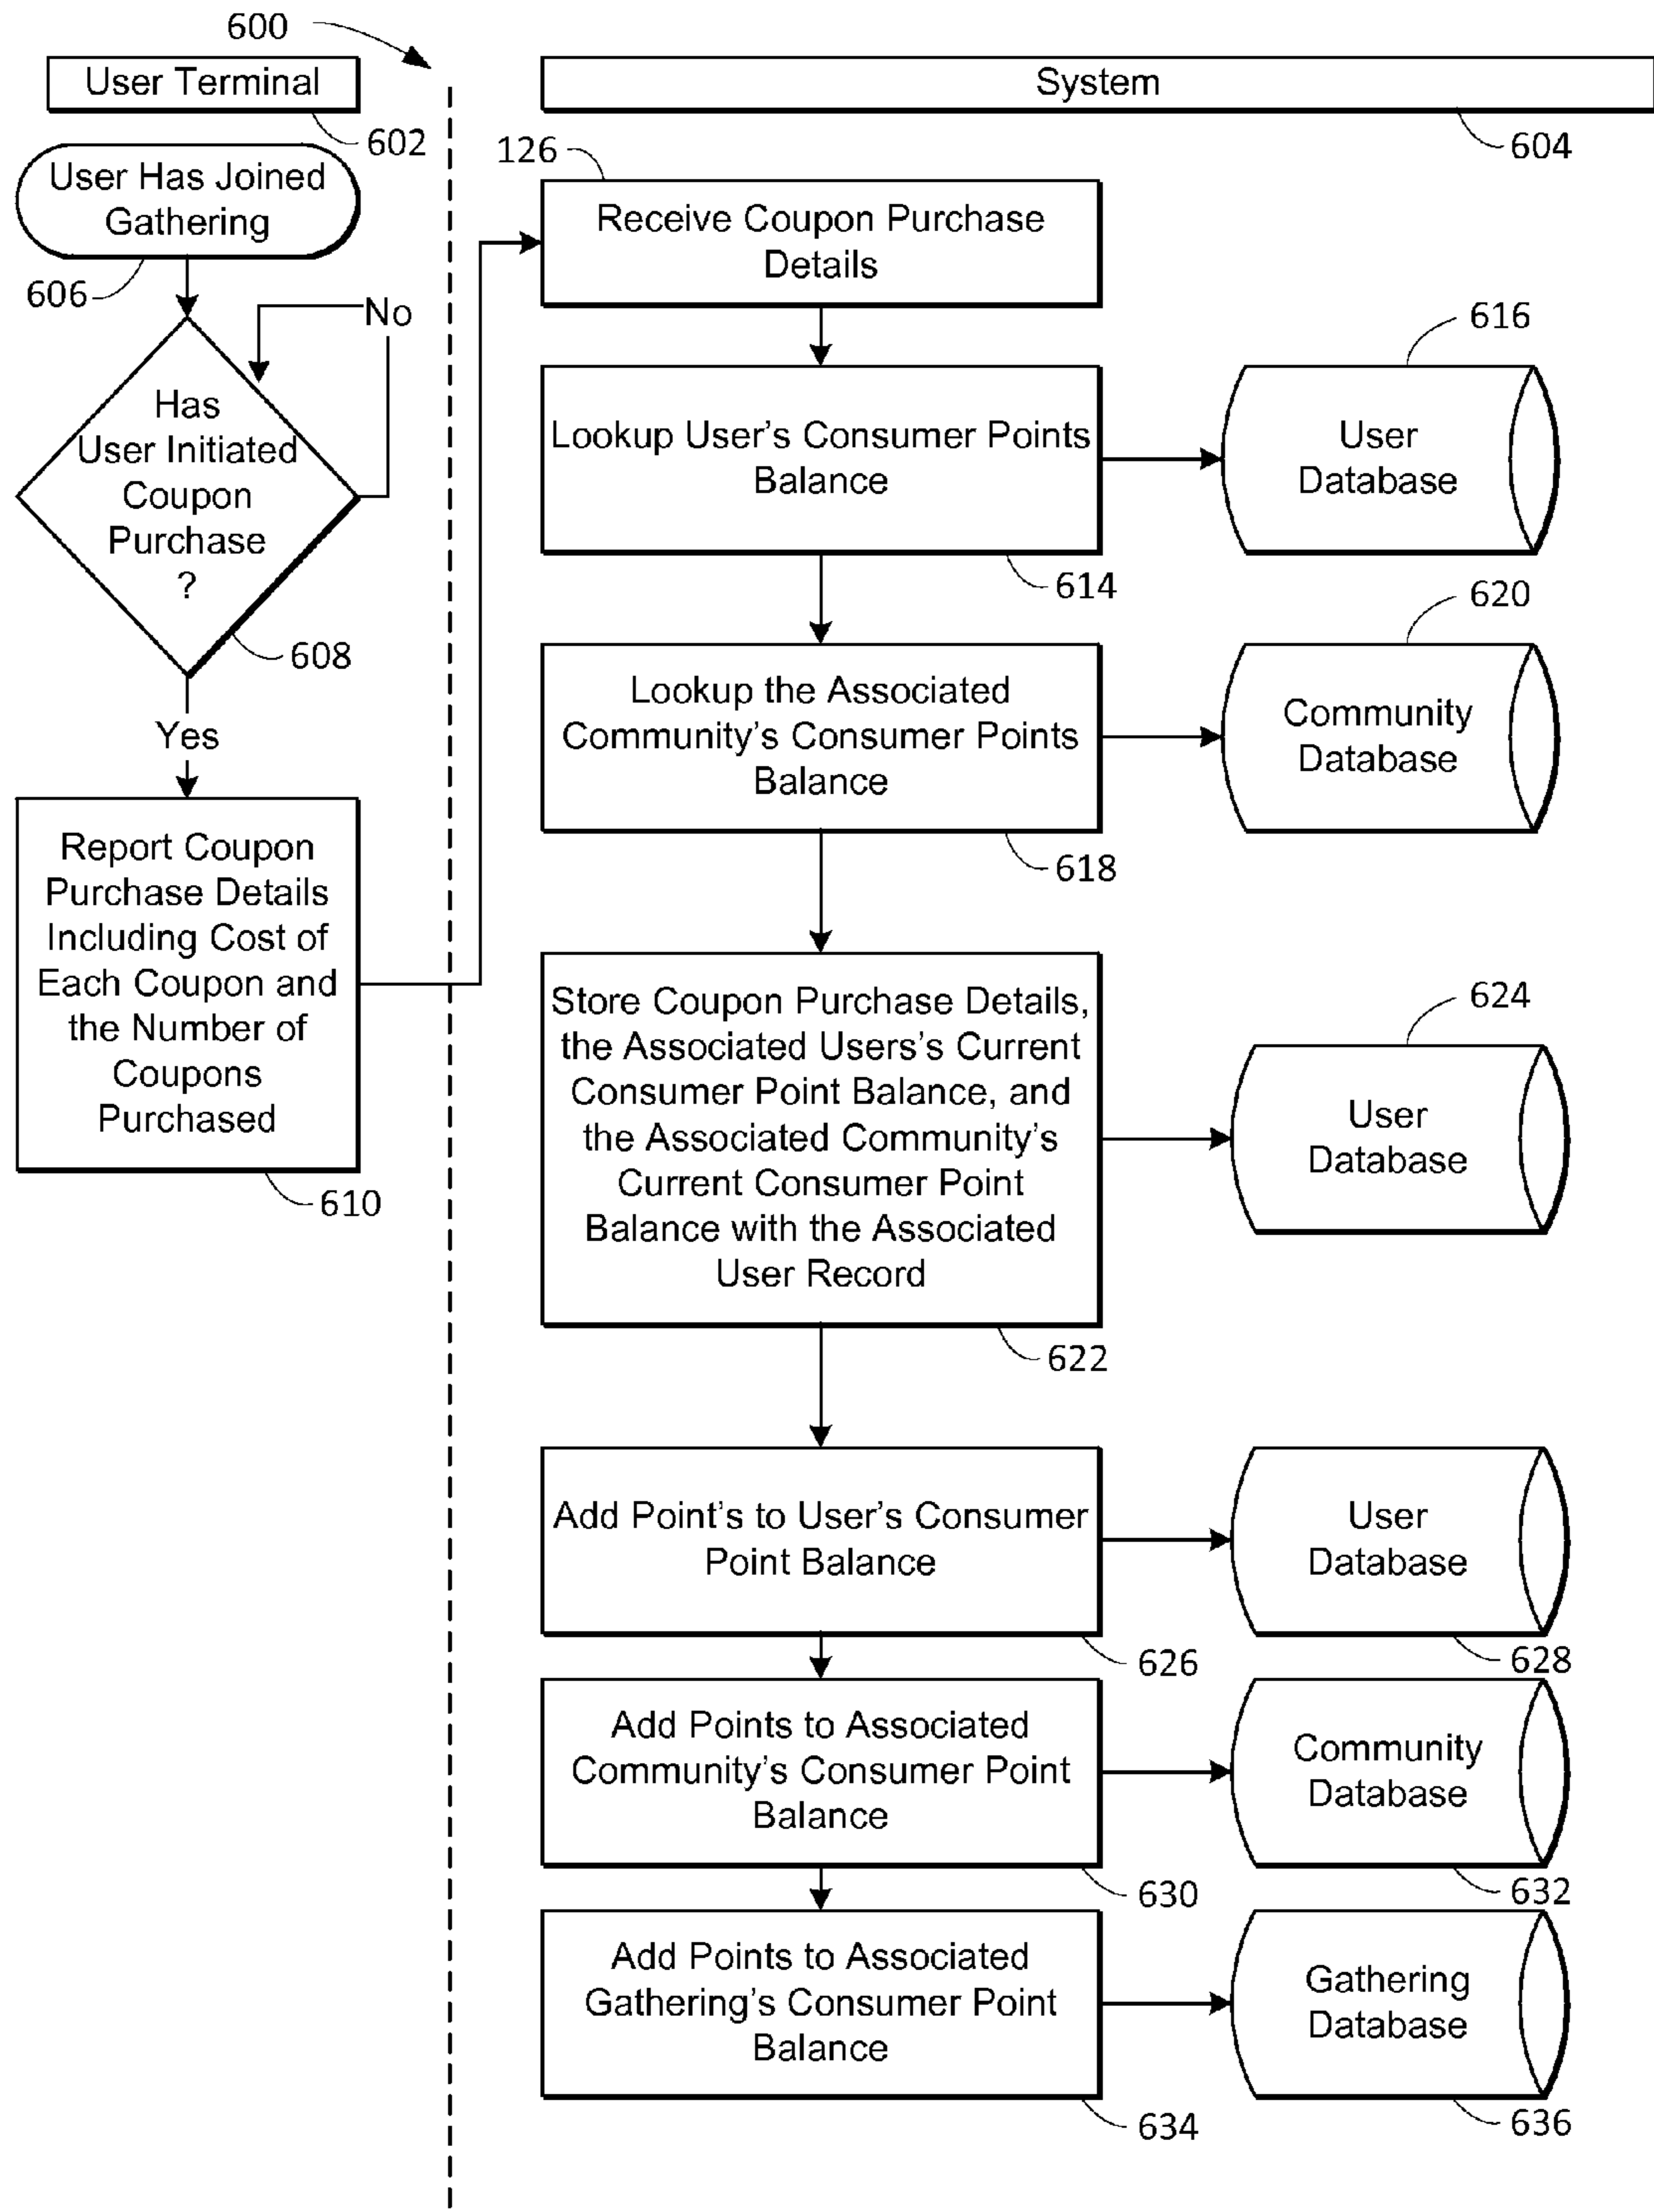 600
User Terminal
602
User Has Joined
Gathering
606
No
Has
User Initiated
Coupon
Purchase
?
608
Yes
Report Coupon
Purchase Details
Including Cost of
Each Coupon and
the Number of
Coupons
Purchased
610
System
604
126
Receive Coupon Purchase
Details
Lookup User's Consumer Points
Balance
614
616
User
Database
Lookup the Associated
Community's Consumer Points
Balance
618
620
Community
Database
Store Coupon Purchase Details,
the Associated Users's Current
Consumer Point Balance, and
the Associated Community's
Current Consumer Point
Balance with the Associated
User Record
622
624
User
Database
Add Point's to User's Consumer
Point Balance
626
User
Database
628
Add Points to Associated
Community's Consumer Point
Balance
630
Community
Database
632
Add Points to Associated
Gathering's Consumer Point
Balance
634
Gathering
Database
636